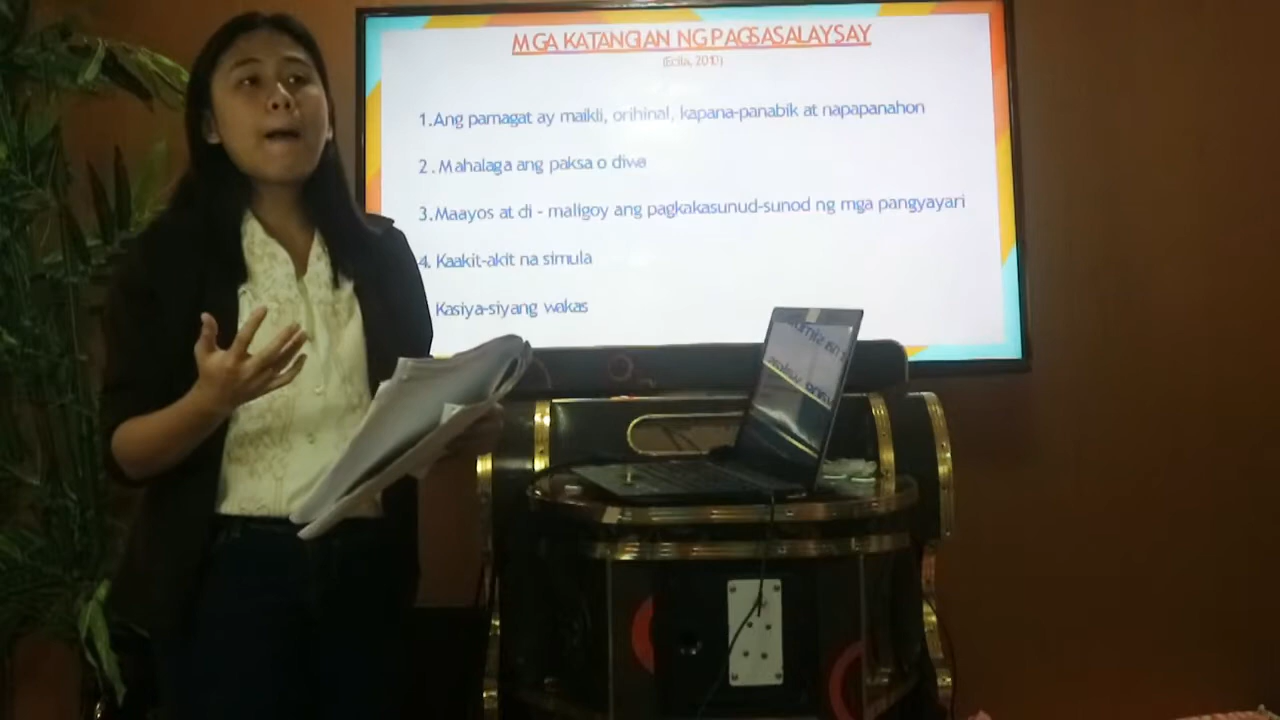 MGA KATANGIAN NG PAGSASALAYSAY
(Ecita, 2010)
1.Ang pamagat ay maikli, orihinal, kapana-panabik at napapanahon
2. Mahalaga ang paksa o diwa
3.Maayos at di - maligoy ang pagkakasunud-sunod ng mga pangyayari
4. Kaakit-akit na simula
Kasiya-siyang wakas